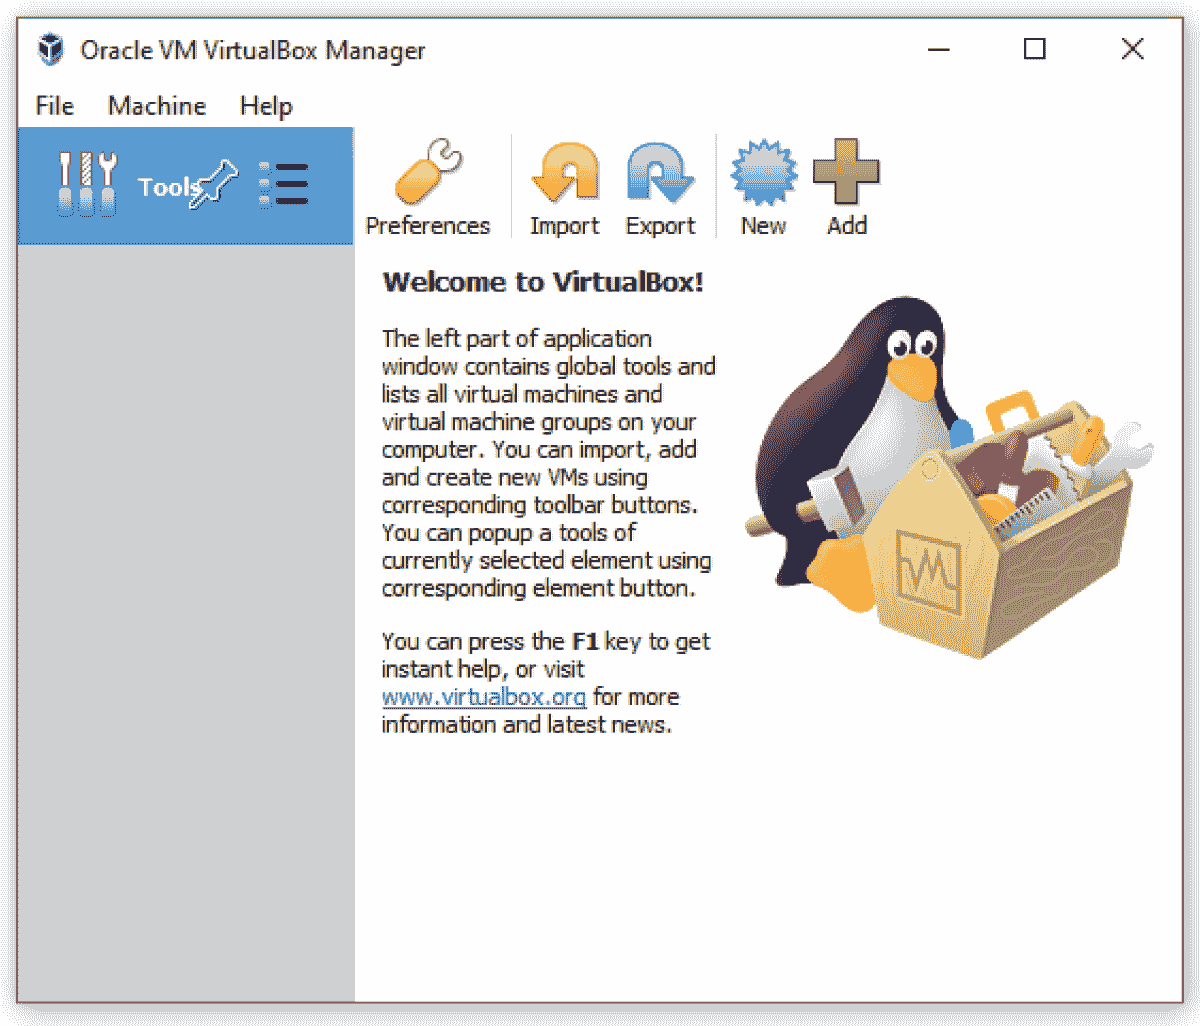 Oracle VM VirtualBox Manager
File Machine Help
Tools
Preferences Import Export New Add
Welcome to VirtualBox!
The left part of application
window contains global tools and
lists all virtual machines and
virtual machine groups on your
computer. You can import, add
and create new VMs using
corresponding toolbar buttons.
You can popup a tools of
currently selected element using
corresponding element button.
You can press the F1 key to get
instant help, or visit
www.virtualbox.org for more
information and latest news.